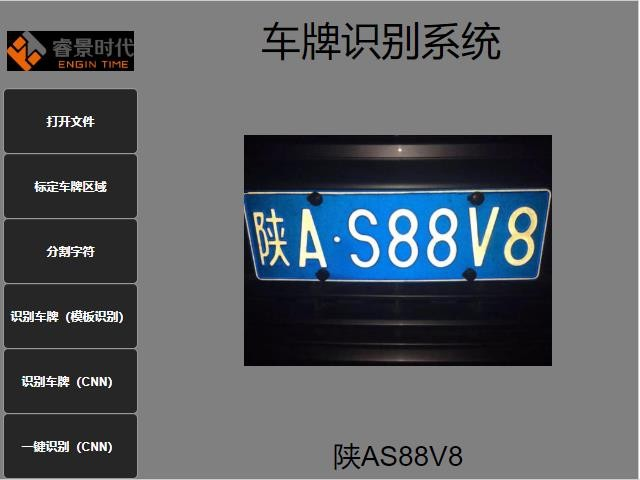 车牌识别系统
睿景时代
ENGIN TIME
打开文件
标定车牌区域
分割字符
识别车牌（模板识别）
识别车牌（CNN）
一键识别（CNN）
陕A·S88V8
陕AS88V8